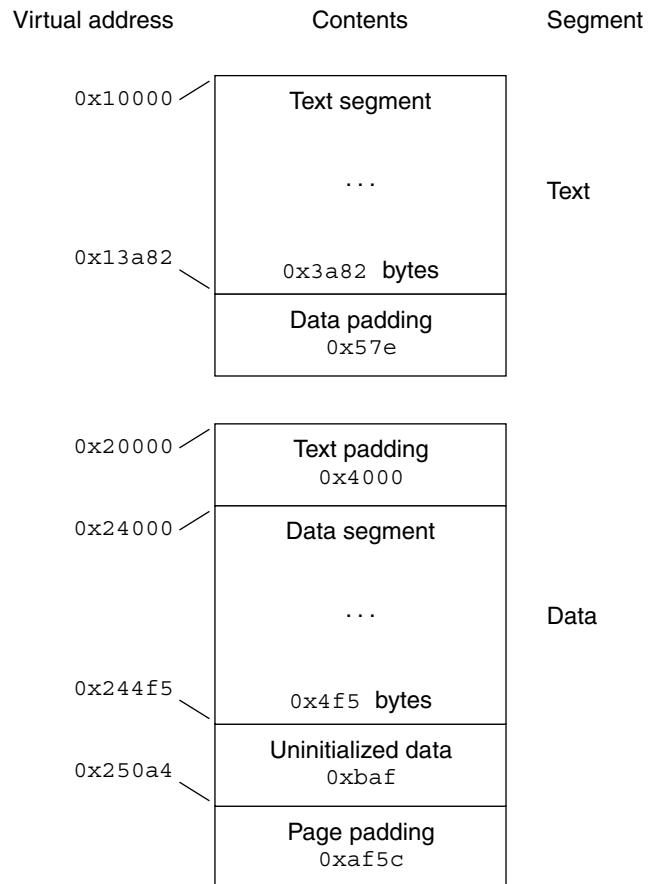 Virtual address Contents Segment
0x10000 Text segment
. . .
Text
0x13a82 0x3a82 bytes
Data padding
0x57e
0x20000 Text padding
0x4000
0x24000 Data segment
. . .
Data
0x244f5 0x4f5 bytes
Uninitialized data
0x250a4 0xbaf
Page padding
0xaf5c